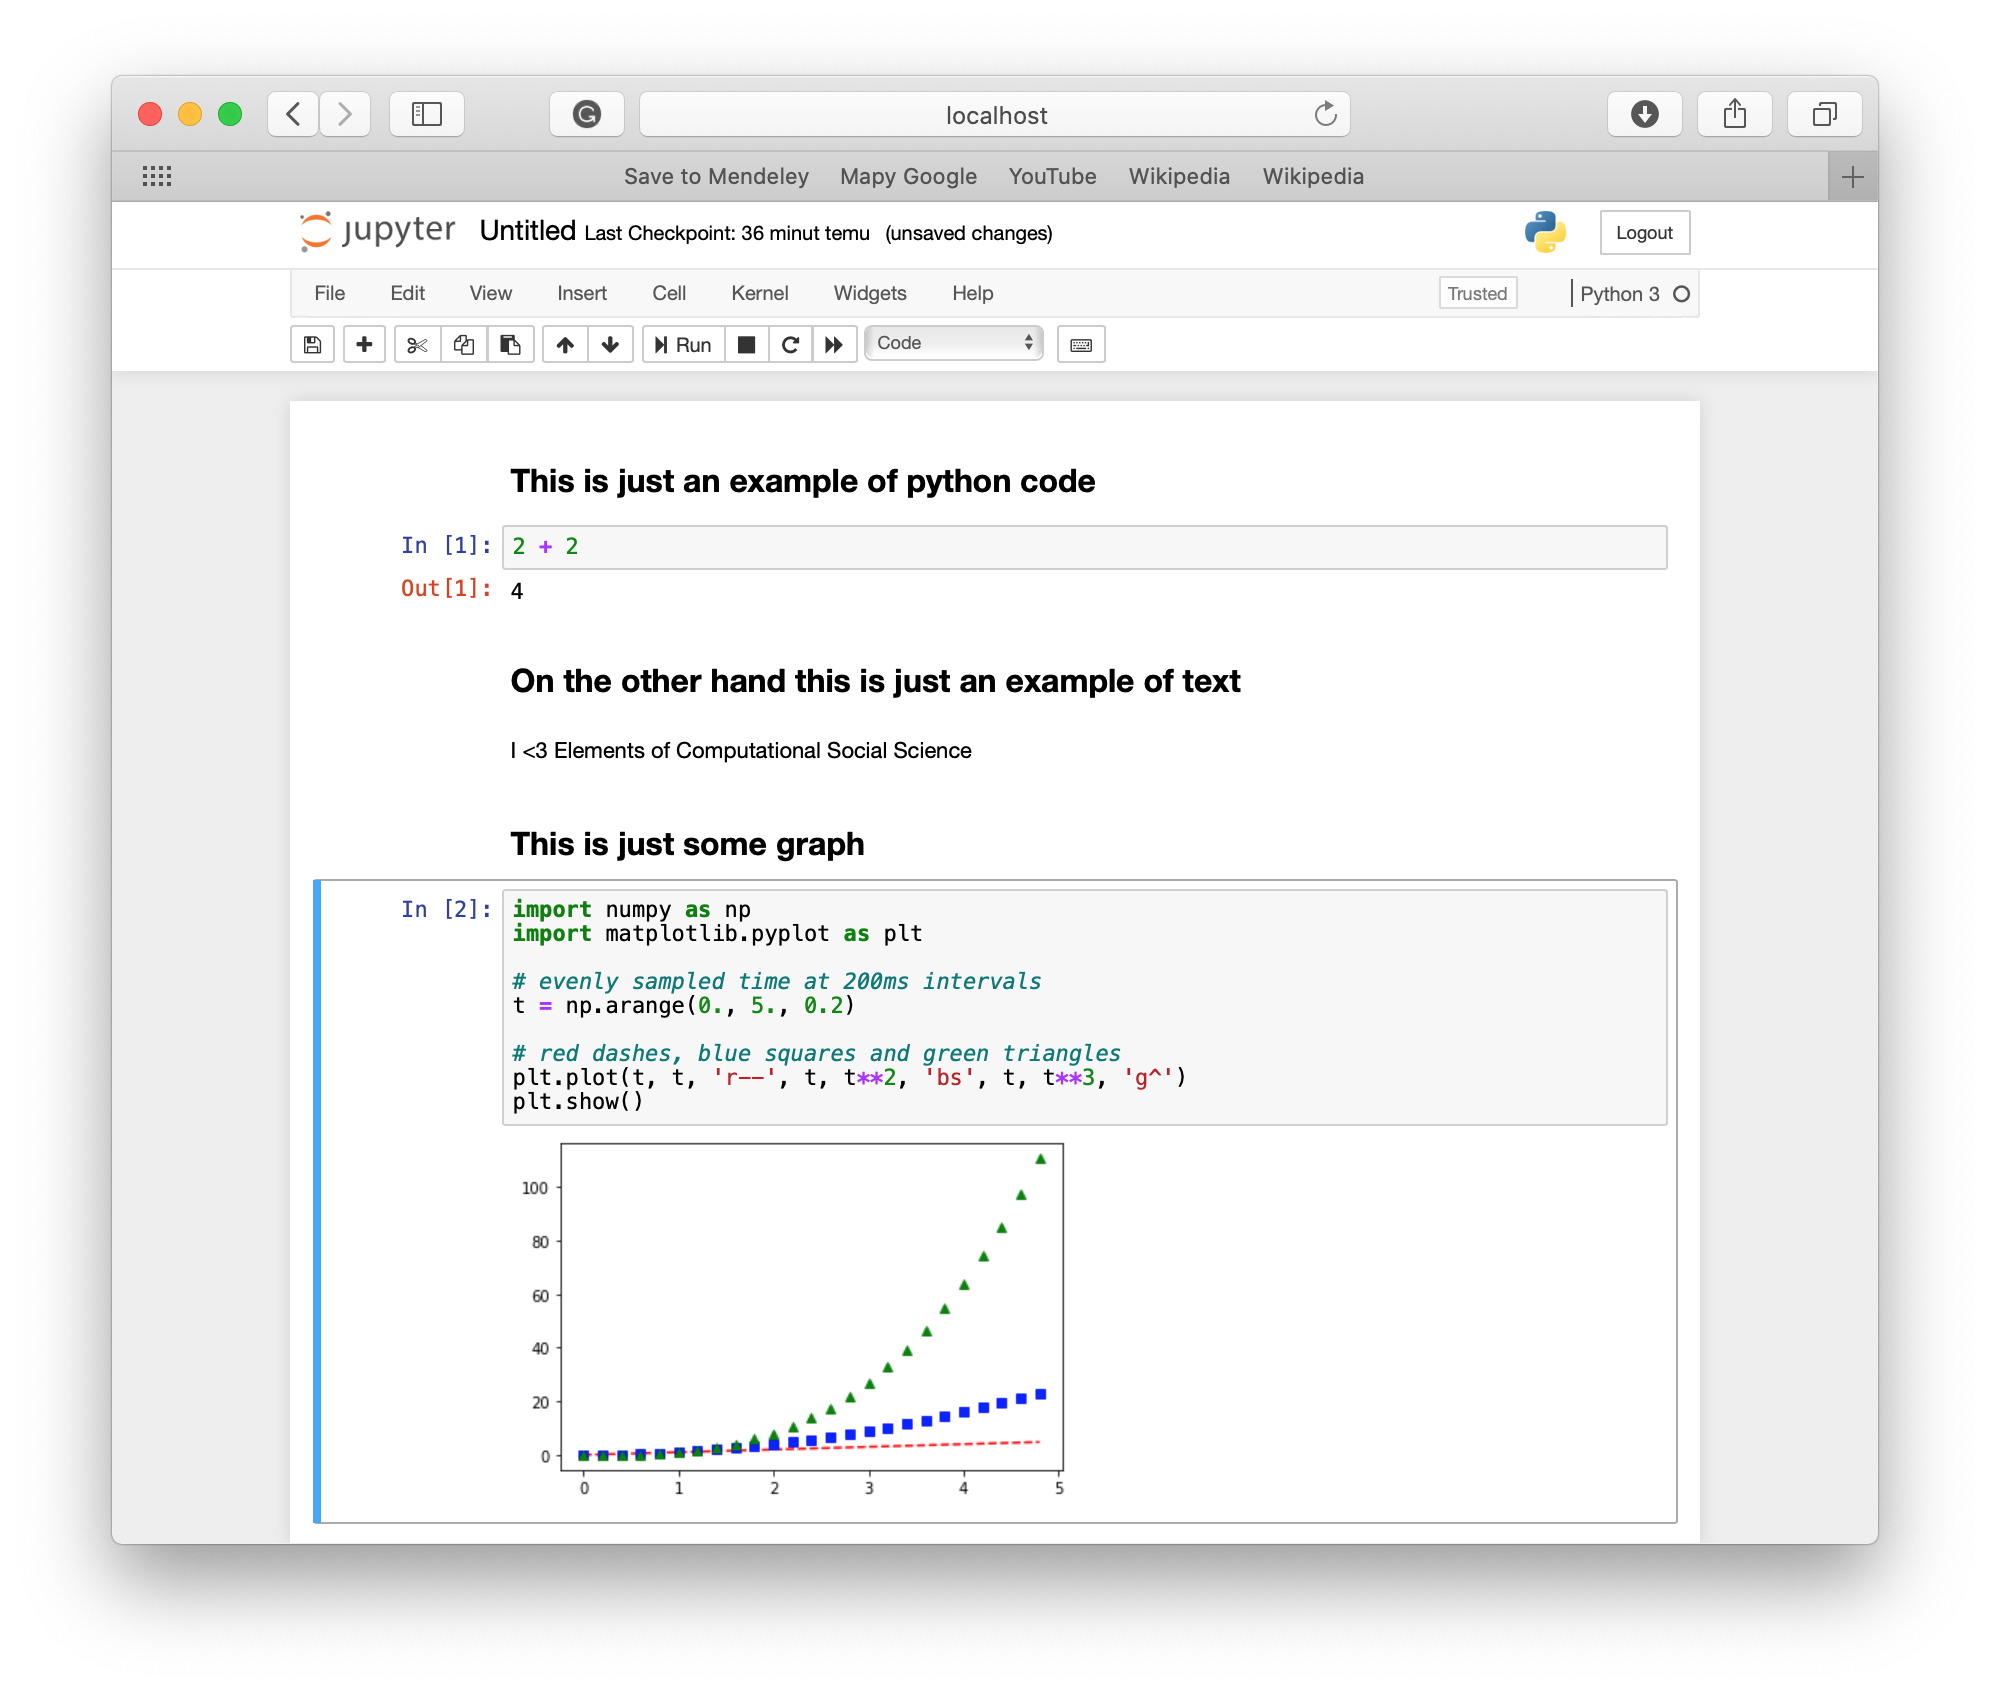 localhost
Save to Mendeley Mapy Google YouTube Wikipedia Wikipedia
jupyter Untitled Last Checkpoint: 36 minut temu (unsaved changes)
Logout
File Edit View Insert Cell Kernel Widgets Help Trusted Python 3
Run Code
This is just an example of python code
In [1]: 2 + 2
Out[1]: 4
On the other hand this is just an example of text
I <3 Elements of Computational Social Science
This is just some graph
In [2]: import numpy as np
import matplotlib.pyplot as plt
# evenly sampled time at 200ms intervals
t = np.arange(0., 5., 0.2)
# red dashes, blue squares and green triangles
plt.plot(t, t, 'r--', t, t**2, 'bs', t, t**3, 'g^')
plt.show()
100
80
60
40
20
0
0 1 2 3 4 5